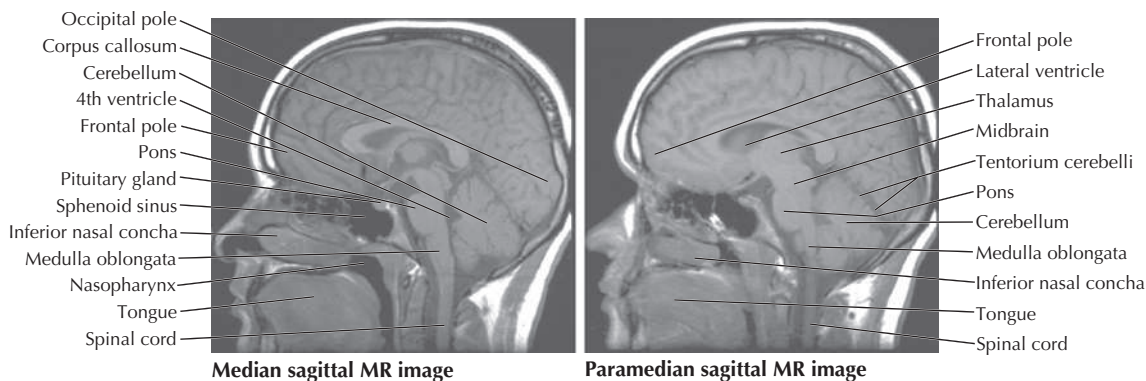 Occipital pole
Corpus callosum
Cerebellum
4th ventricle
Frontal pole
Pons
Pituitary gland
Sphenoid sinus
Inferior nasal concha
Medulla oblongata
Nasopharynx
Tongue
Spinal cord
Median sagittal MR image
Frontal pole
Lateral ventricle
Thalamus
Midbrain
Tentorium cerebelli
Pons
Cerebellum
Medulla oblongata
Inferior nasal concha
Tongue
Spinal cord
Paramedian sagittal MR image